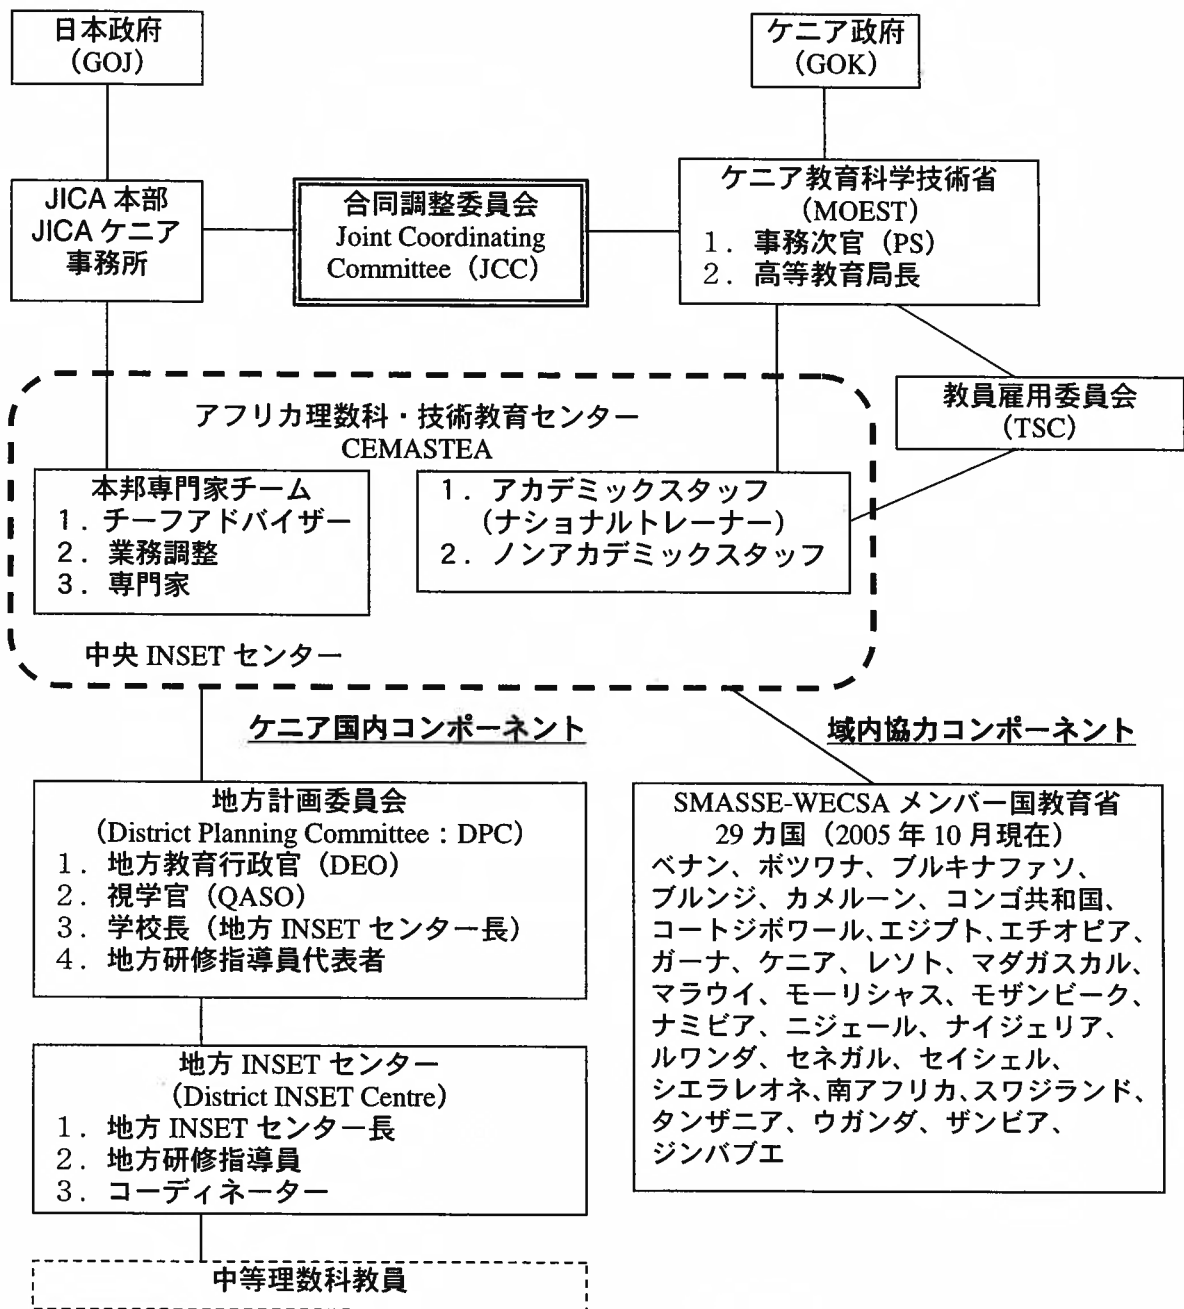 日本政府
（GOJ）
ケニア政府
（GOK）
JICA 本部
JICA ケニア
事務所
合同調整委員会
Joint Coordinating
Committee（JCC）
ケニア教育科学技術省
（MOEST）
１．事務次官（PS）
２．高等教育局長
教員雇用委員会
（TSC）
アフリカ理数科・技術教育センター
CEMASTEA
本邦専門家チーム
１．チーフアドバイザー
２．業務調整
３．専門家
１．アカデミックスタッフ
（ナショナルトレーナー）
２．ノンアカデミックスタッフ
中央 INSET センター
ケニア国内コンポーネント
域内協力コンポーネント
地方計画委員会
（District Planning Committee：DPC）
１．地方教育行政官（DEO）
２．視学官（QASO）
３．学校長（地方 INSET センター長）
４．地方研修指導員代表者
SMASSE-WECSA メンバー国教育省
29 カ国（2005 年 10 月現在）
ベナン、ボツワナ、ブルキナファソ、
ブルンジ、カメルーン、コンゴ共和国、
コートジボワール、エジプト、エチオピア、
ガーナ、ケニア、レソト、マダガスカル、
マラウイ、モーリシャス、モザンビーク、
ナミビア、ニジェール、ナイジェリア、
ルワンダ、セネガル、セイシェル、
シエラレオネ、南アフリカ、スワジランド、
タンザニア、ウガンダ、ザンビア、
ジンバブエ
地方 INSET センター
（District INSET Centre）
１．地方 INSET センター長
２．地方研修指導員
３．コーディネーター
中等理数科教員